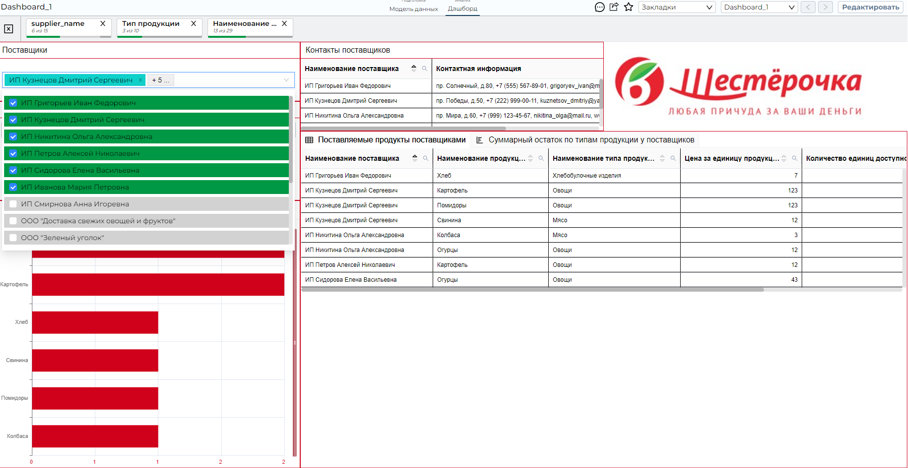 Dashboard_1
Модель данных
Дашборд
Закладки
Dashboard_1
Редактировать
supplier_name X
6 из 15
Тип продукции X
3 из 10
Наименование ... X
13 из 29
Поставщики
ИП Кузнецов Дмитрий Сергеевич × + 5 ...
ИП Григорьев Иван Федорович
ИП Кузнецов Дмитрий Сергеевич
ИП Никитина Ольга Александровна
ИП Петров Алексей Николаевич
ИП Сидорова Елена Васильевна
ИП Иванова Мария Петровна
ИП Смирнова Анна Игоревна
ООО "Доставка свежих овощей и фруктов"
ООО "Зеленый уголок"
Картофель
Хлеб
Свинина
Помидоры
Колбаса
0 1 1 2 2
Контакты поставщиков
Наименование поставщика Контактная информация
ИП Григорьев Иван Федорович пр. Солнечный, д.80, +7 (555) 567-89-01, grigoryev_ivan@m
ИП Кузнецов Дмитрий Сергеевич пр. Победы, д.50, +7 (222) 999-00-11, kuznetsov_dmitriy@ya
ИП Никитина Ольга Александровна пр. Мира, д.60, +7 (999) 123-45-67, nikitina_olga@mail.ru, ww
Шестёрочка
ЛЮБАЯ ПРИЧУДА ЗА ВАШИ ДЕНЬГИ
Поставляемые продукты поставщиками Суммарный остаток по типам продукции у поставщиков
Наименование поставщика Наименование продукц... Наименование типа продук... Цена за единицу продукц... Количество единиц доступно
ИП Григорьев Иван Федорович Хлеб Хлебобулочные изделия 7
ИП Кузнецов Дмитрий Сергеевич Картофель Овощи 123
ИП Кузнецов Дмитрий Сергеевич Помидоры Овощи 123
ИП Кузнецов Дмитрий Сергеевич Свинина Мясо 12
ИП Никитина Ольга Александровна Колбаса Мясо 3
ИП Никитина Ольга Александровна Огурцы Овощи 12
ИП Петров Алексей Николаевич Картофель Овощи 12
ИП Сидорова Елена Васильевна Огурцы Овощи 43